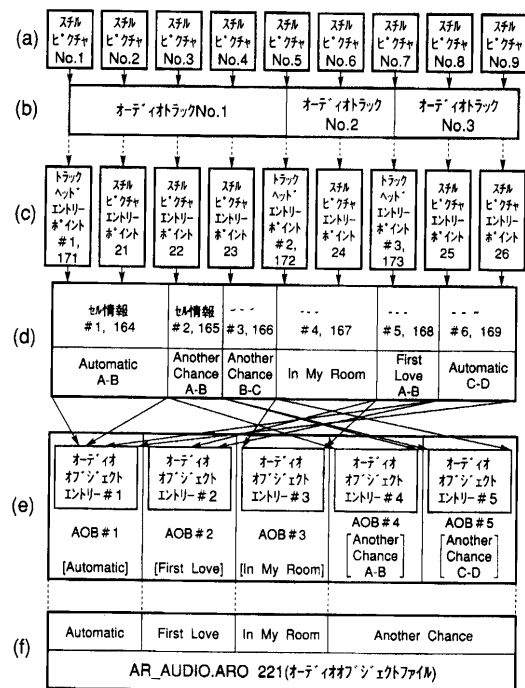 (a)
スチル ピクチャ No.1
スチル ピクチャ No.2
スチル ピクチャ No.3
スチル ピクチャ No.4
スチル ピクチャ No.5
スチル ピクチャ No.6
スチル ピクチャ No.7
スチル ピクチャ No.8
スチル ピクチャ No.9
(b)
オーディオトラックNo.1
オーディオトラック
No.2
オーディオトラック
No.3
(c)
トラック
ヘッド
エントリー
ポイント
#1,
171
スチル
ピクチャ
エントリー
ポイント
21
スチル
ピクチャ
エントリー
ポイント
22
スチル
ピクチャ
エントリー
ポイント
23
トラック
ヘッド
エントリー
ポイント
#2,
172
スチル
ピクチャ
エントリー
ポイント
24
トラック
ヘッド
エントリー
ポイント
#3,
173
スチル
ピクチャ
エントリー
ポイント
25
スチル
ピクチャ
エントリー
ポイント
26
(d)
セル情報
#1, 164
セル情報
#2, 165
- - -
#3, 166
- - -
#4, 167
- - -
#5, 168
- - -
#6, 169
Automatic
A-B
Another
Chance
A-B
Another
Chance
B-C
In My Room
First
Love
A-B
Automatic
C-D
(e)
オーディオ
オブジェクト
エントリー#1
オーディオ
オブジェクト
エントリー#2
オーディオ
オブジェクト
エントリー#3
オーディオ
オブジェクト
エントリー#4
オーディオ
オブジェクト
エントリー#5
AOB#1
[Automatic]
AOB#2
[First Love]
AOB#3
[In My Room]
AOB#4
[Another
Chance
A-B]
AOB#5
[Another
Chance
C-D]
(f)
Automatic
First Love
In My Room
Another Chance
AR_AUDIO.ARO 221(オーディオオブジェクトファイル)